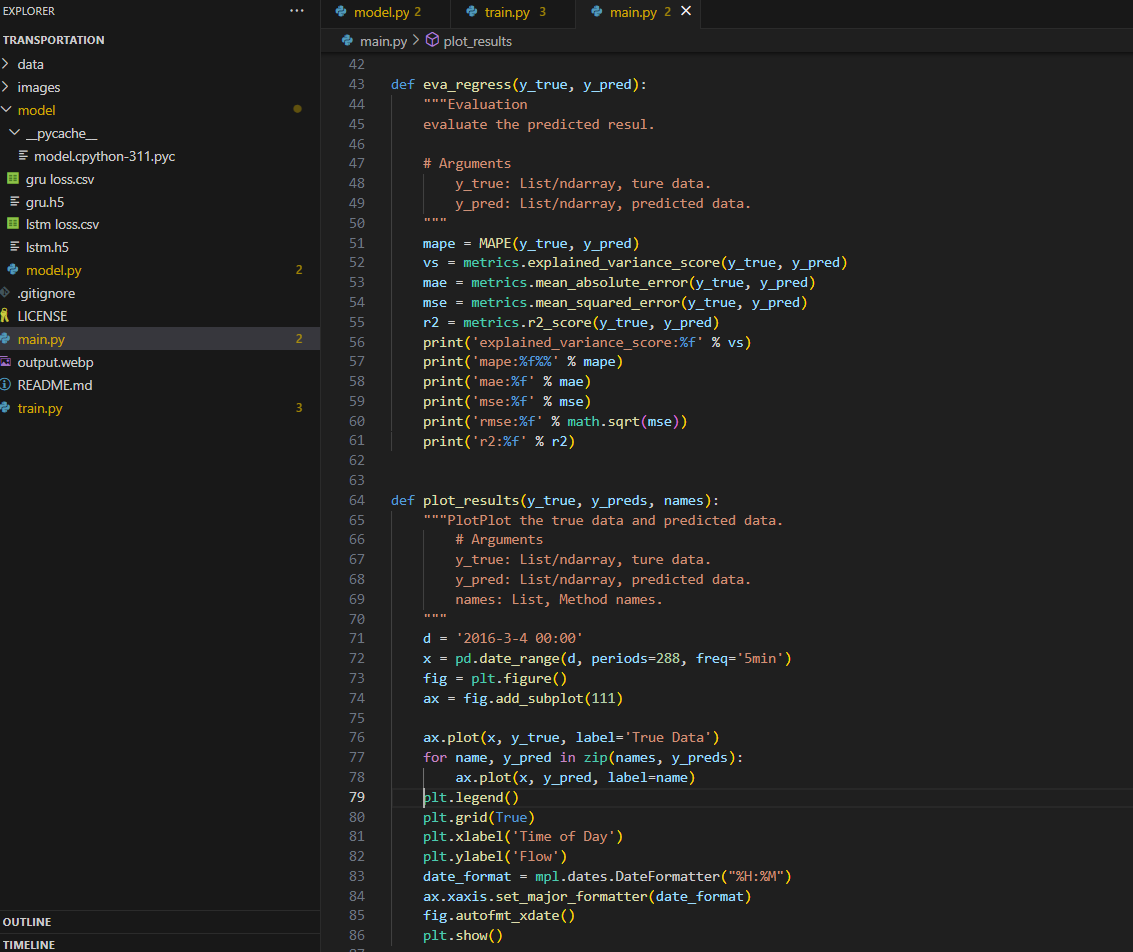 EXPLORER
...
TRANSPORTATION
data
images
model
__pycache__
model.cpython-311.pyc
gru loss.csv
gru.h5
lstm loss.csv
lstm.h5
model.py 2
.gitignore
LICENSE
main.py 2
output.webp
README.md
train.py 3
OUTLINE
TIMELINE
model.py 2 train.py 3 main.py 2 ✕
main.py > plot_results
42
43 def eva_regress(y_true, y_pred):
44     """Evaluation
45     evaluate the predicted resul.
46
47     # Arguments
48         y_true: List/ndarray, ture data.
49         y_pred: List/ndarray, predicted data.
50     """
51     mape = MAPE(y_true, y_pred)
52     vs = metrics.explained_variance_score(y_true, y_pred)
53     mae = metrics.mean_absolute_error(y_true, y_pred)
54     mse = metrics.mean_squared_error(y_true, y_pred)
55     r2 = metrics.r2_score(y_true, y_pred)
56     print('explained_variance_score:%f' % vs)
57     print('mape:%f%%' % mape)
58     print('mae:%f' % mae)
59     print('mse:%f' % mse)
60     print('rmse:%f' % math.sqrt(mse))
61     print('r2:%f' % r2)
62
63
64 def plot_results(y_true, y_preds, names):
65     """PlotPlot the true data and predicted data.
66         # Arguments
67         y_true: List/ndarray, ture data.
68         y_pred: List/ndarray, predicted data.
69         names: List, Method names.
70     """
71     d = '2016-3-4 00:00'
72     x = pd.date_range(d, periods=288, freq='5min')
73     fig = plt.figure()
74     ax = fig.add_subplot(111)
75
76     ax.plot(x, y_true, label='True Data')
77     for name, y_pred in zip(names, y_preds):
78         ax.plot(x, y_pred, label=name)
79     plt.legend()
80     plt.grid(True)
81     plt.xlabel('Time of Day')
82     plt.ylabel('Flow')
83     date_format = mpl.dates.DateFormatter("%H:%M")
84     ax.xaxis.set_major_formatter(date_format)
85     fig.autofmt_xdate()
86     plt.show()